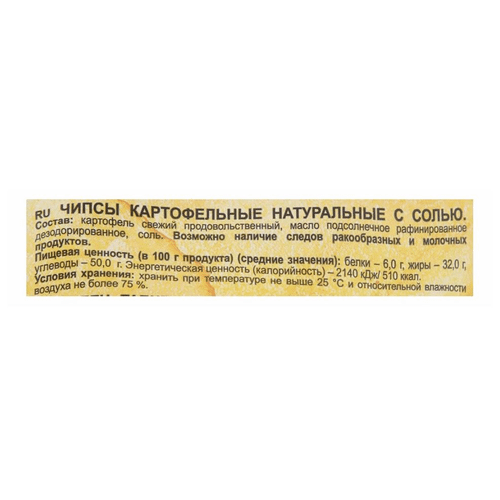 RU ЧИПСЫ КАРТОФЕЛЬНЫЕ НАТУРАЛЬНЫЕ С СОЛЬЮ.
Состав: картофель свежий продовольственный, масло подсолнечное рафинированное
дезодорированное, соль. Возможно наличие следов ракообразных и молочных
продуктов.
Пищевая ценность (в 100 г продукта) (средние значения): белки – 6,0 г, жиры – 32,0 г,
углеводы – 50,0 г. Энергетическая ценность (калорийность) – 2140 кДж/ 510 ккал.
Условия хранения: хранить при температуре не выше 25 °С и относительной влажности
воздуха не более 75 %.